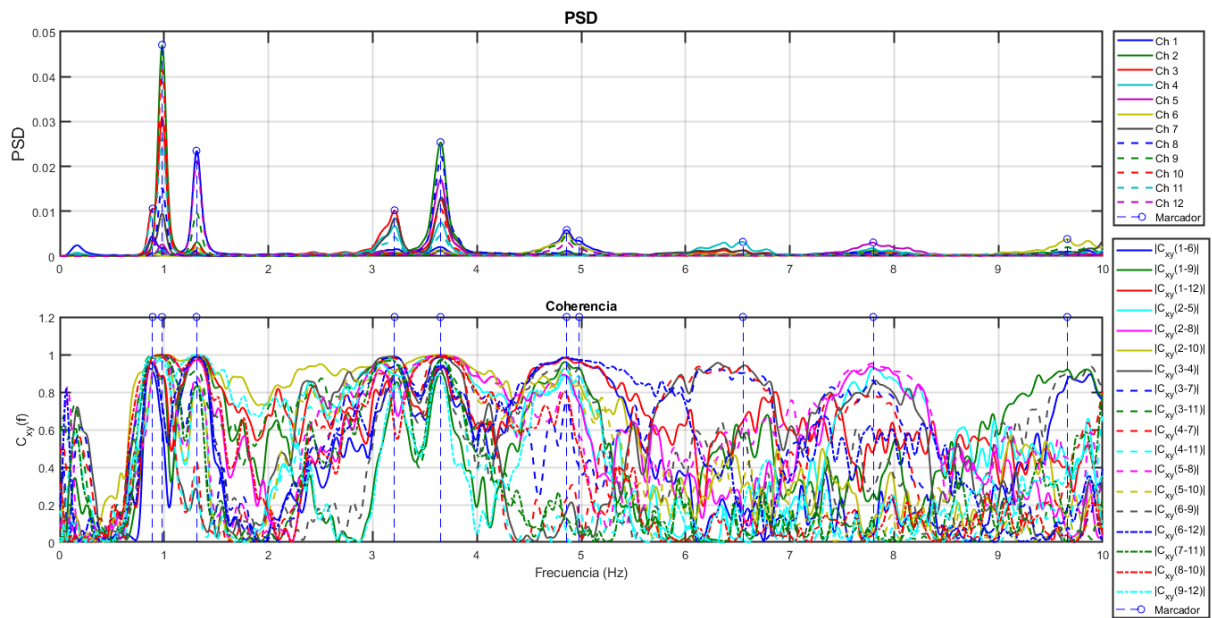 PSD
0.05
0.04
0.03
0.02
0.01
0
PSD
0 1 2 3 4 5 6 7 8 9 10
Ch 1
Ch 2
Ch 3
Ch 4
Ch 5
Ch 6
Ch 7
Ch 8
Ch 9
Ch 10
Ch 11
Ch 12
Marcador
Coherencia
1.2
1
0.8
0.6
0.4
0.2
0
C_xy(f)
0 1 2 3 4 5 6 7 8 9 10
Frecuencia (Hz)
|C_xy(1-6)|
|C_xy(1-9)|
|C_xy(1-12)|
|C_xy(2-5)|
|C_xy(2-8)|
|C_xy(2-10)|
|C_xy(3-4)|
|C_xy(3-7)|
|C_xy(3-11)|
|C_xy(4-7)|
|C_xy(4-11)|
|C_xy(5-8)|
|C_xy(5-10)|
|C_xy(6-9)|
|C_xy(6-12)|
|C_xy(7-11)|
|C_xy(8-10)|
|C_xy(9-12)|
Marcador